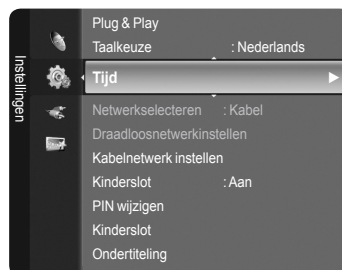 Instellingen
Plug & Play
Taalkeuze : Nederlands
Tijd
Netwerkselecteren : Kabel
Draadloosnetwerkinstellen
Kabelnetwerk instellen
Kinderslot : Aan
PIN wijzigen
Kinderslot
Ondertiteling